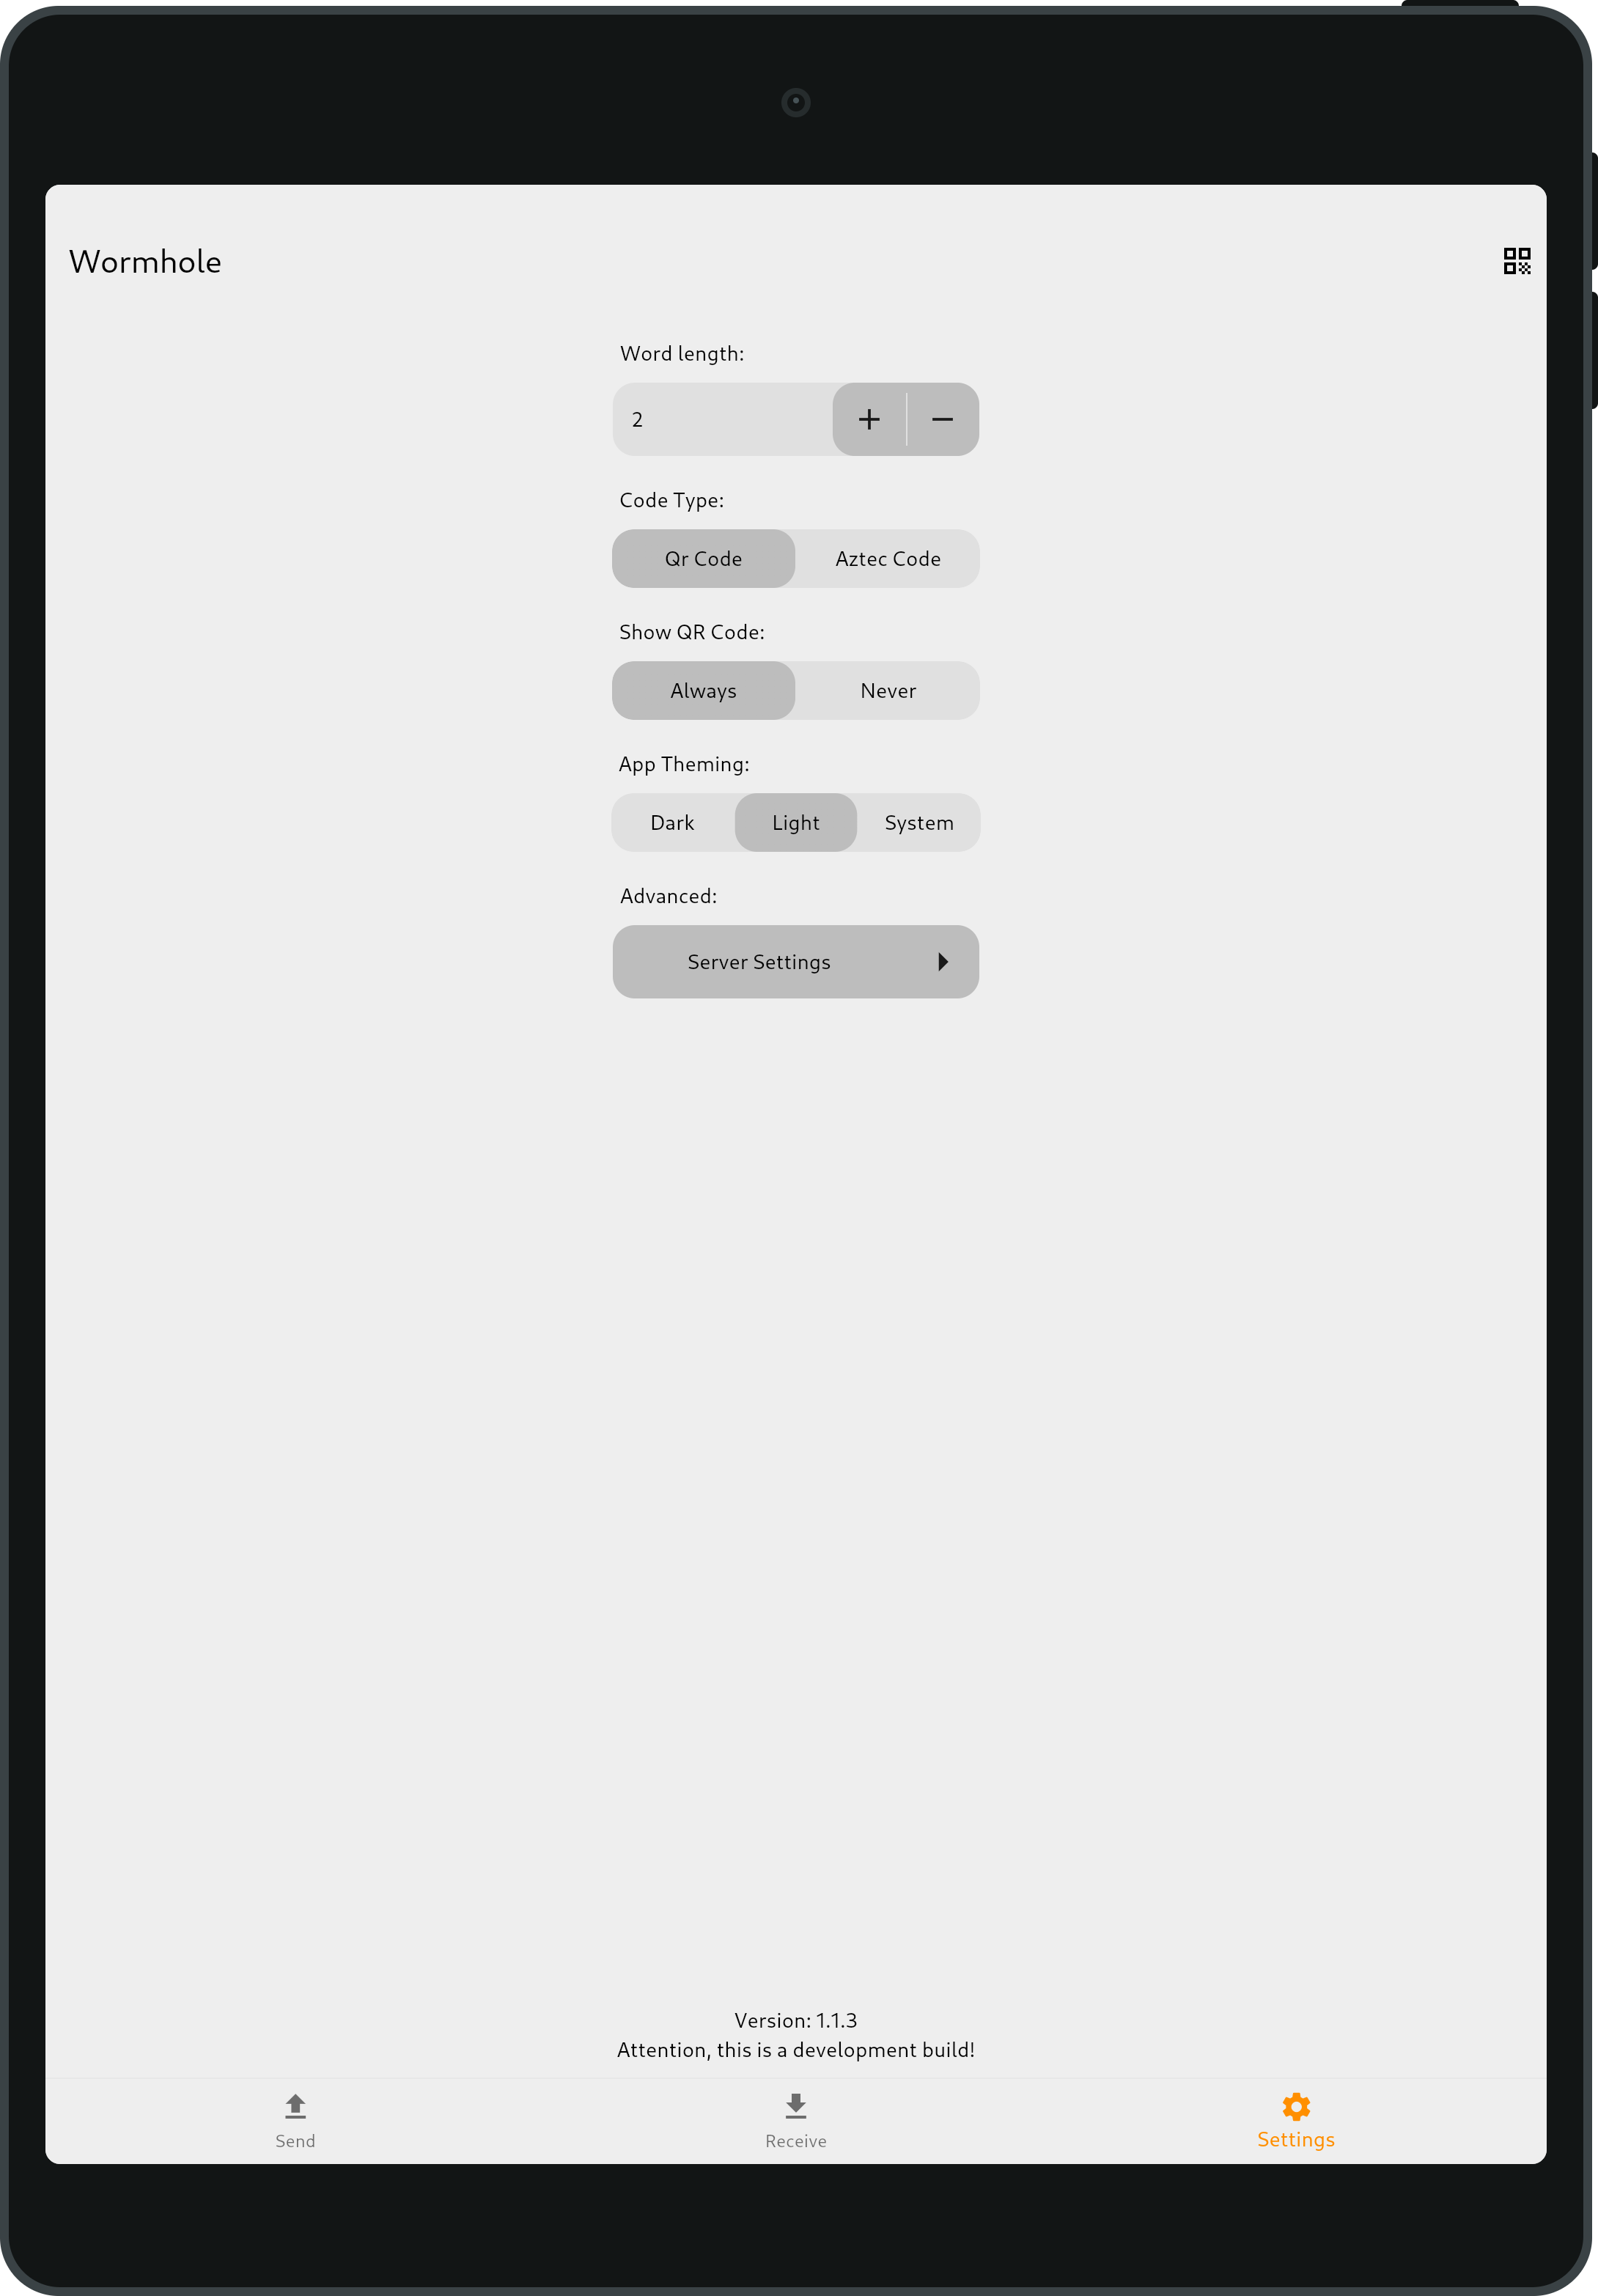 Wormhole
Word length:
2
Code Type:
Qr Code Aztec Code
Show QR Code:
Always Never
App Theming:
Dark Light System
Advanced:
Server Settings
Version: 1.1.3
Attention, this is a development build!
Send Receive Settings